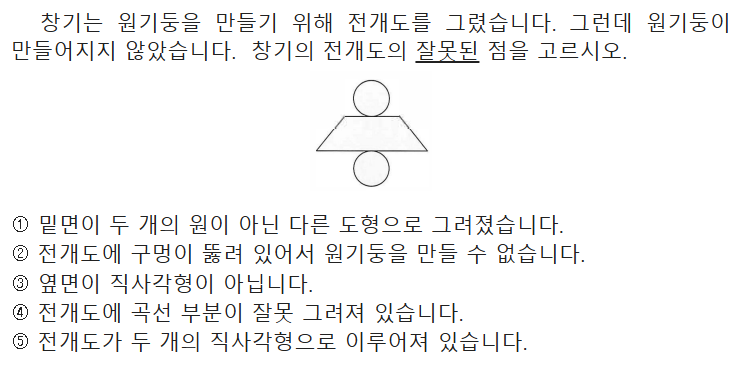 창기는 원기둥을 만들기 위해 전개도를 그렸습니다. 그런데 원기둥이
만들어지지 않았습니다. 창기의 전개도의 잘못된 점을 고르시오.
① 밑면이 두 개의 원이 아닌 다른 도형으로 그려졌습니다.
② 전개도에 구멍이 뚫려 있어서 원기둥을 만들 수 없습니다.
③ 옆면이 직사각형이 아닙니다.
④ 전개도에 곡선 부분이 잘못 그려져 있습니다.
⑤ 전개도가 두 개의 직사각형으로 이루어져 있습니다.